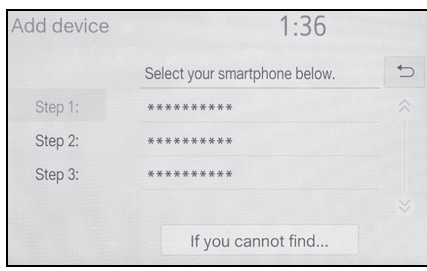 Add device
1:36
Select your smartphone below.
Step 1:
**********
Step 2:
**********
Step 3:
**********
If you cannot find...